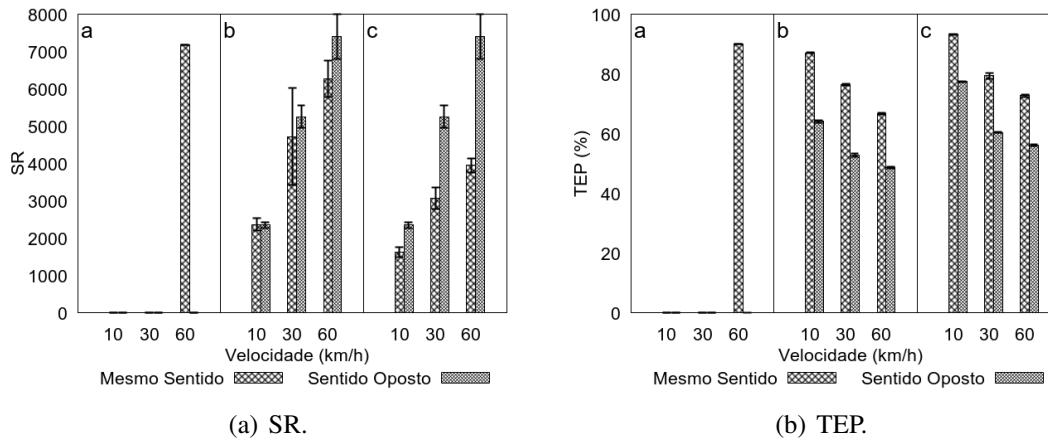 8000
7000
6000
5000
4000
3000
2000
1000
0
SR
a
b
c
10 30 60 10 30 60 10 30 60
Velocidade (km/h)
Mesmo Sentido Sentido Oposto
(a) SR.
100
80
60
40
20
0
TEP (%)
a
b
c
10 30 60 10 30 60 10 30 60
Velocidade (km/h)
Mesmo Sentido Sentido Oposto
(b) TEP.